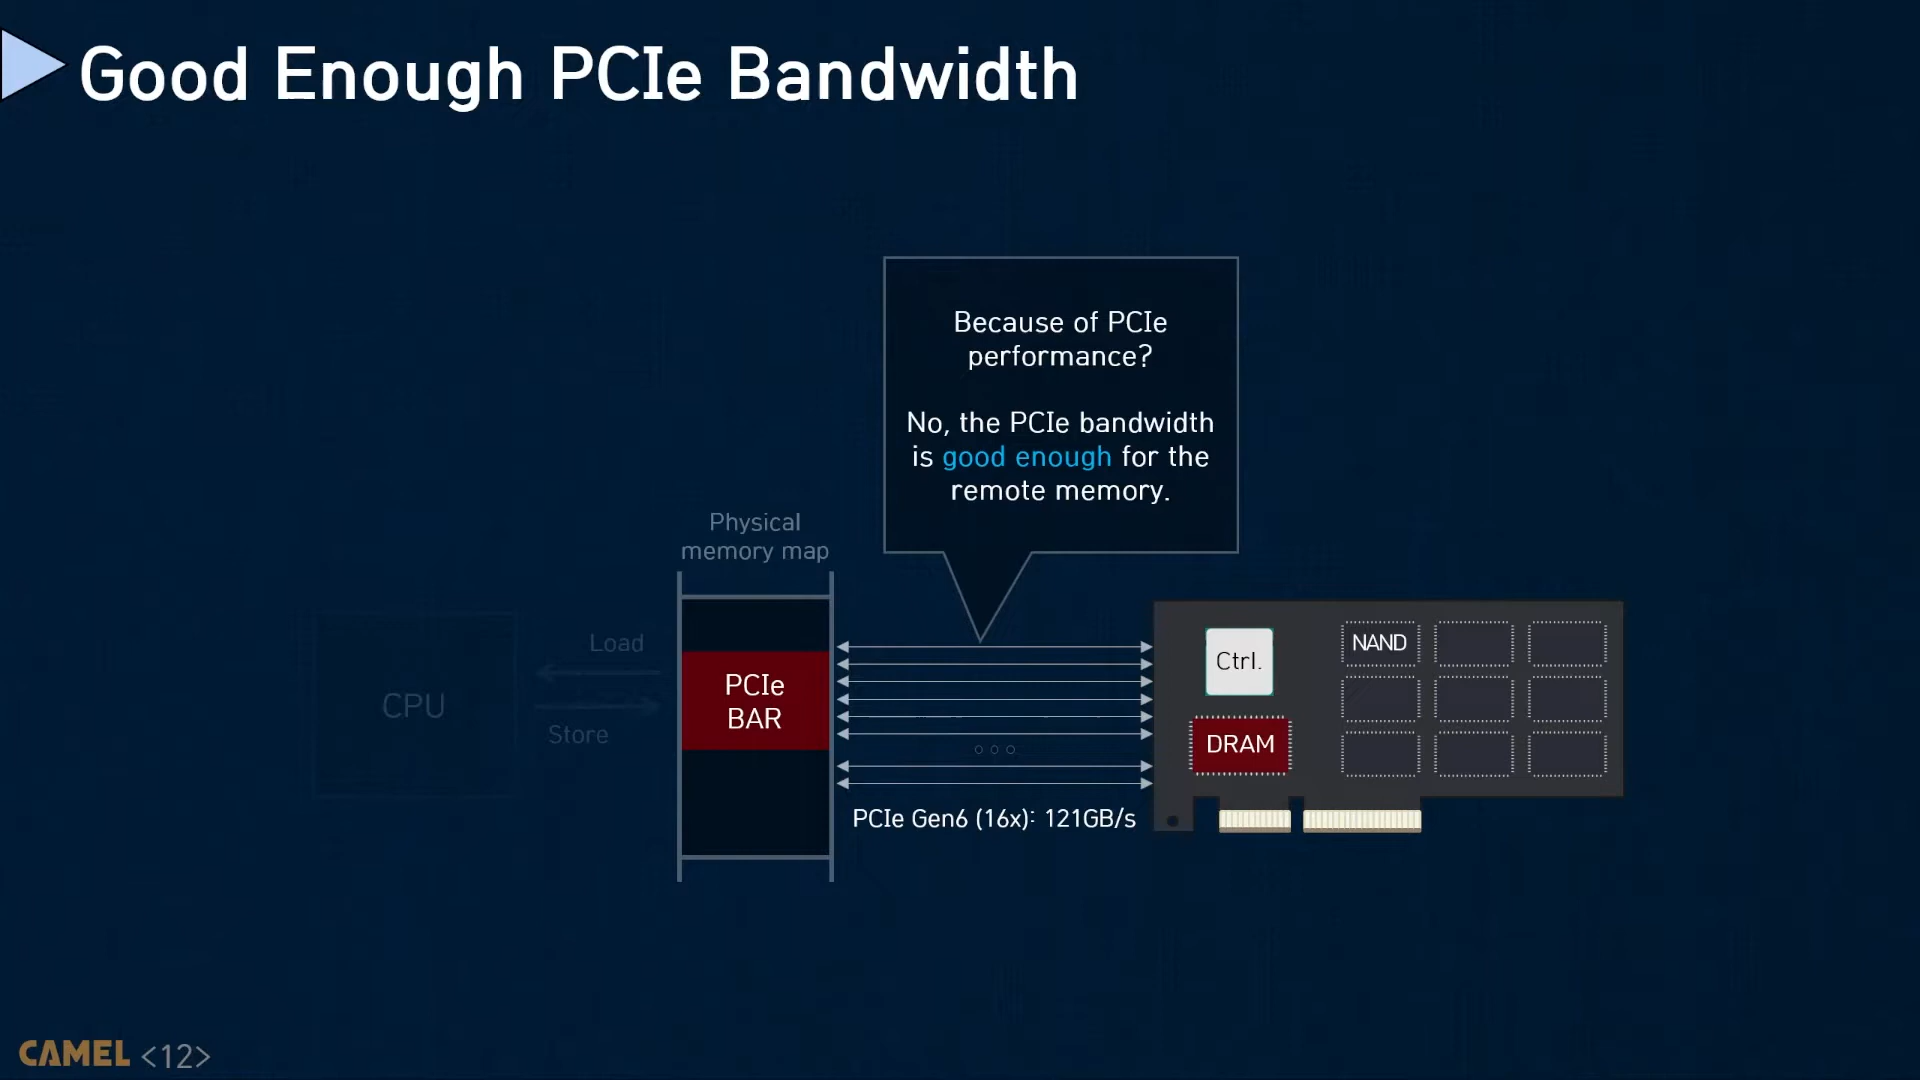 Good Enough PCIe Bandwidth
Because of PCIe
performance?
No, the PCIe bandwidth
is good enough for the
remote memory.
Physical
memory map
Load
CPU
Store
PCIe
BAR
Ctrl.
NAND
DRAM
PCIe Gen6 (16x): 121GB/s
CAMEL <12>